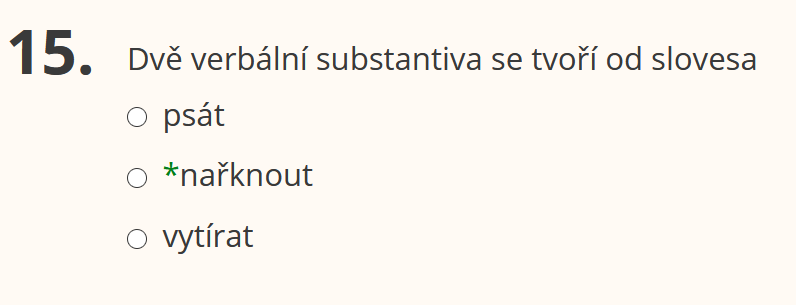 15. Dvě verbální substantiva se tvoří od slovesa
psát
*nařknout
vytírat